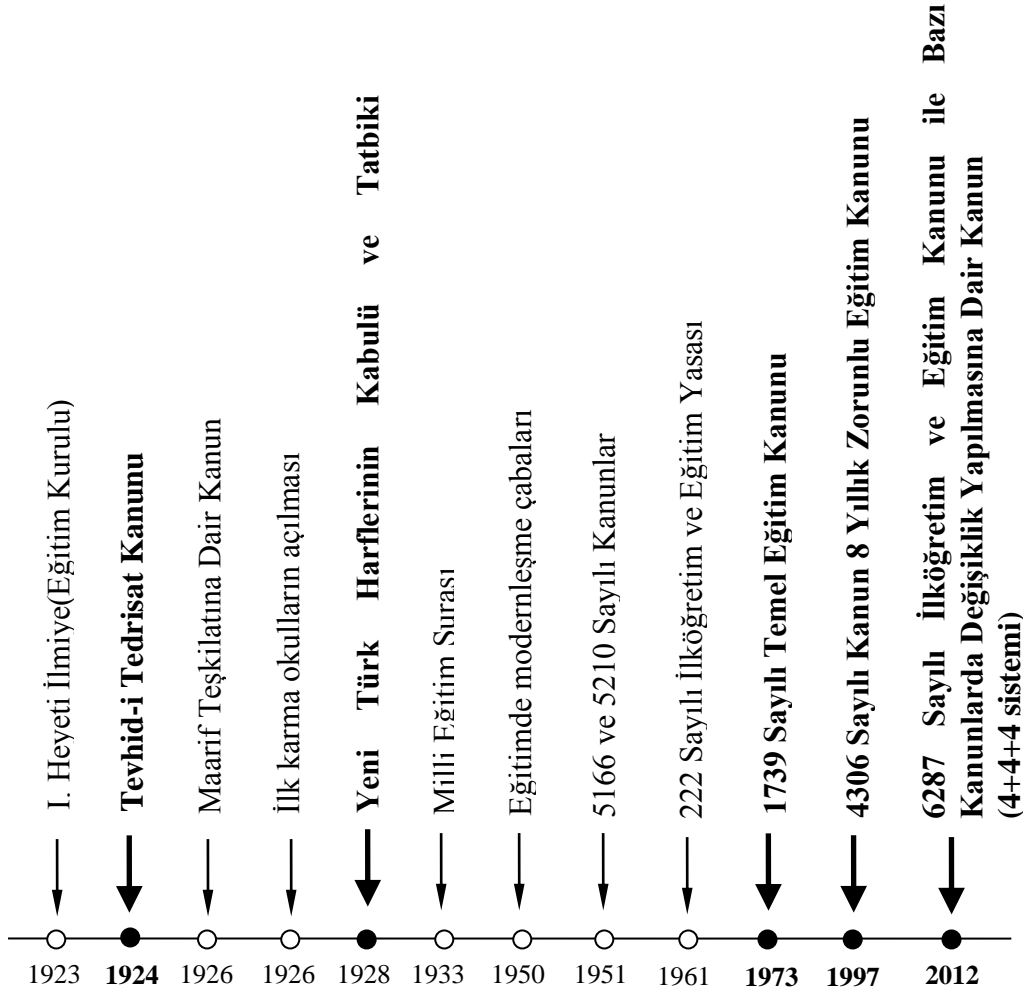 I. Heyeti İlmiye(Eğitim Kurulu)
Tevhid-i Tedrisat Kanunu
Maarif Teşkilatına Dair Kanun
İlk karma okulların açılması
Yeni Türk Harflerinin Kabulü ve Tatbiki
Milli Eğitim Surası
Eğitimde modernleşme çabaları
5166 ve 5210 Sayılı Kanunlar
222 Sayılı İlköğretim ve Eğitim Yasası
1739 Sayılı Temel Eğitim Kanunu
4306 Sayılı Kanun 8 Yıllık Zorunlu Eğitim Kanunu
6287 Sayılı İlköğretim ve Eğitim Kanunu ile Bazı
Kanunlarda Değişiklik Yapılmasına Dair Kanun
(4+4+4 sistemi)
1923 1924 1926 1926 1928 1933 1950 1951 1961 1973 1997 2012